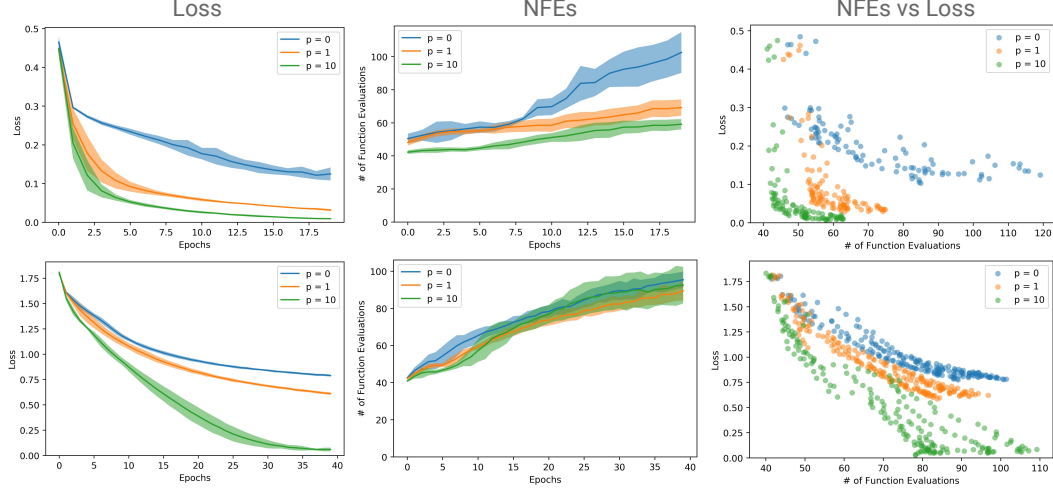 Loss
NFEs
NFEs vs Loss
0.5
0.4
0.3
0.2
0.1
0.0
Loss
0.0 2.5 5.0 7.5 10.0 12.5 15.0 17.5
Epochs
p = 0
p = 1
p = 10
100
80
60
40
20
0
# of Function Evaluations
0.0 2.5 5.0 7.5 10.0 12.5 15.0 17.5
Epochs
p = 0
p = 1
p = 10
0.5
0.4
0.3
0.2
0.1
0.0
Loss
40 50 60 70 80 90 100 110 120
# of Function Evaluations
p = 0
p = 1
p = 10
1.75
1.50
1.25
1.00
0.75
0.50
0.25
0.00
Loss
0 5 10 15 20 25 30 35 40
Epochs
p = 0
p = 1
p = 10
100
80
60
40
20
0
# of Function Evaluations
0 5 10 15 20 25 30 35 40
Epochs
p = 0
p = 1
p = 10
1.75
1.50
1.25
1.00
0.75
0.50
0.25
0.00
Loss
40 50 60 70 80 90 100 110
# of Function Evaluations
p = 0
p = 1
p = 10